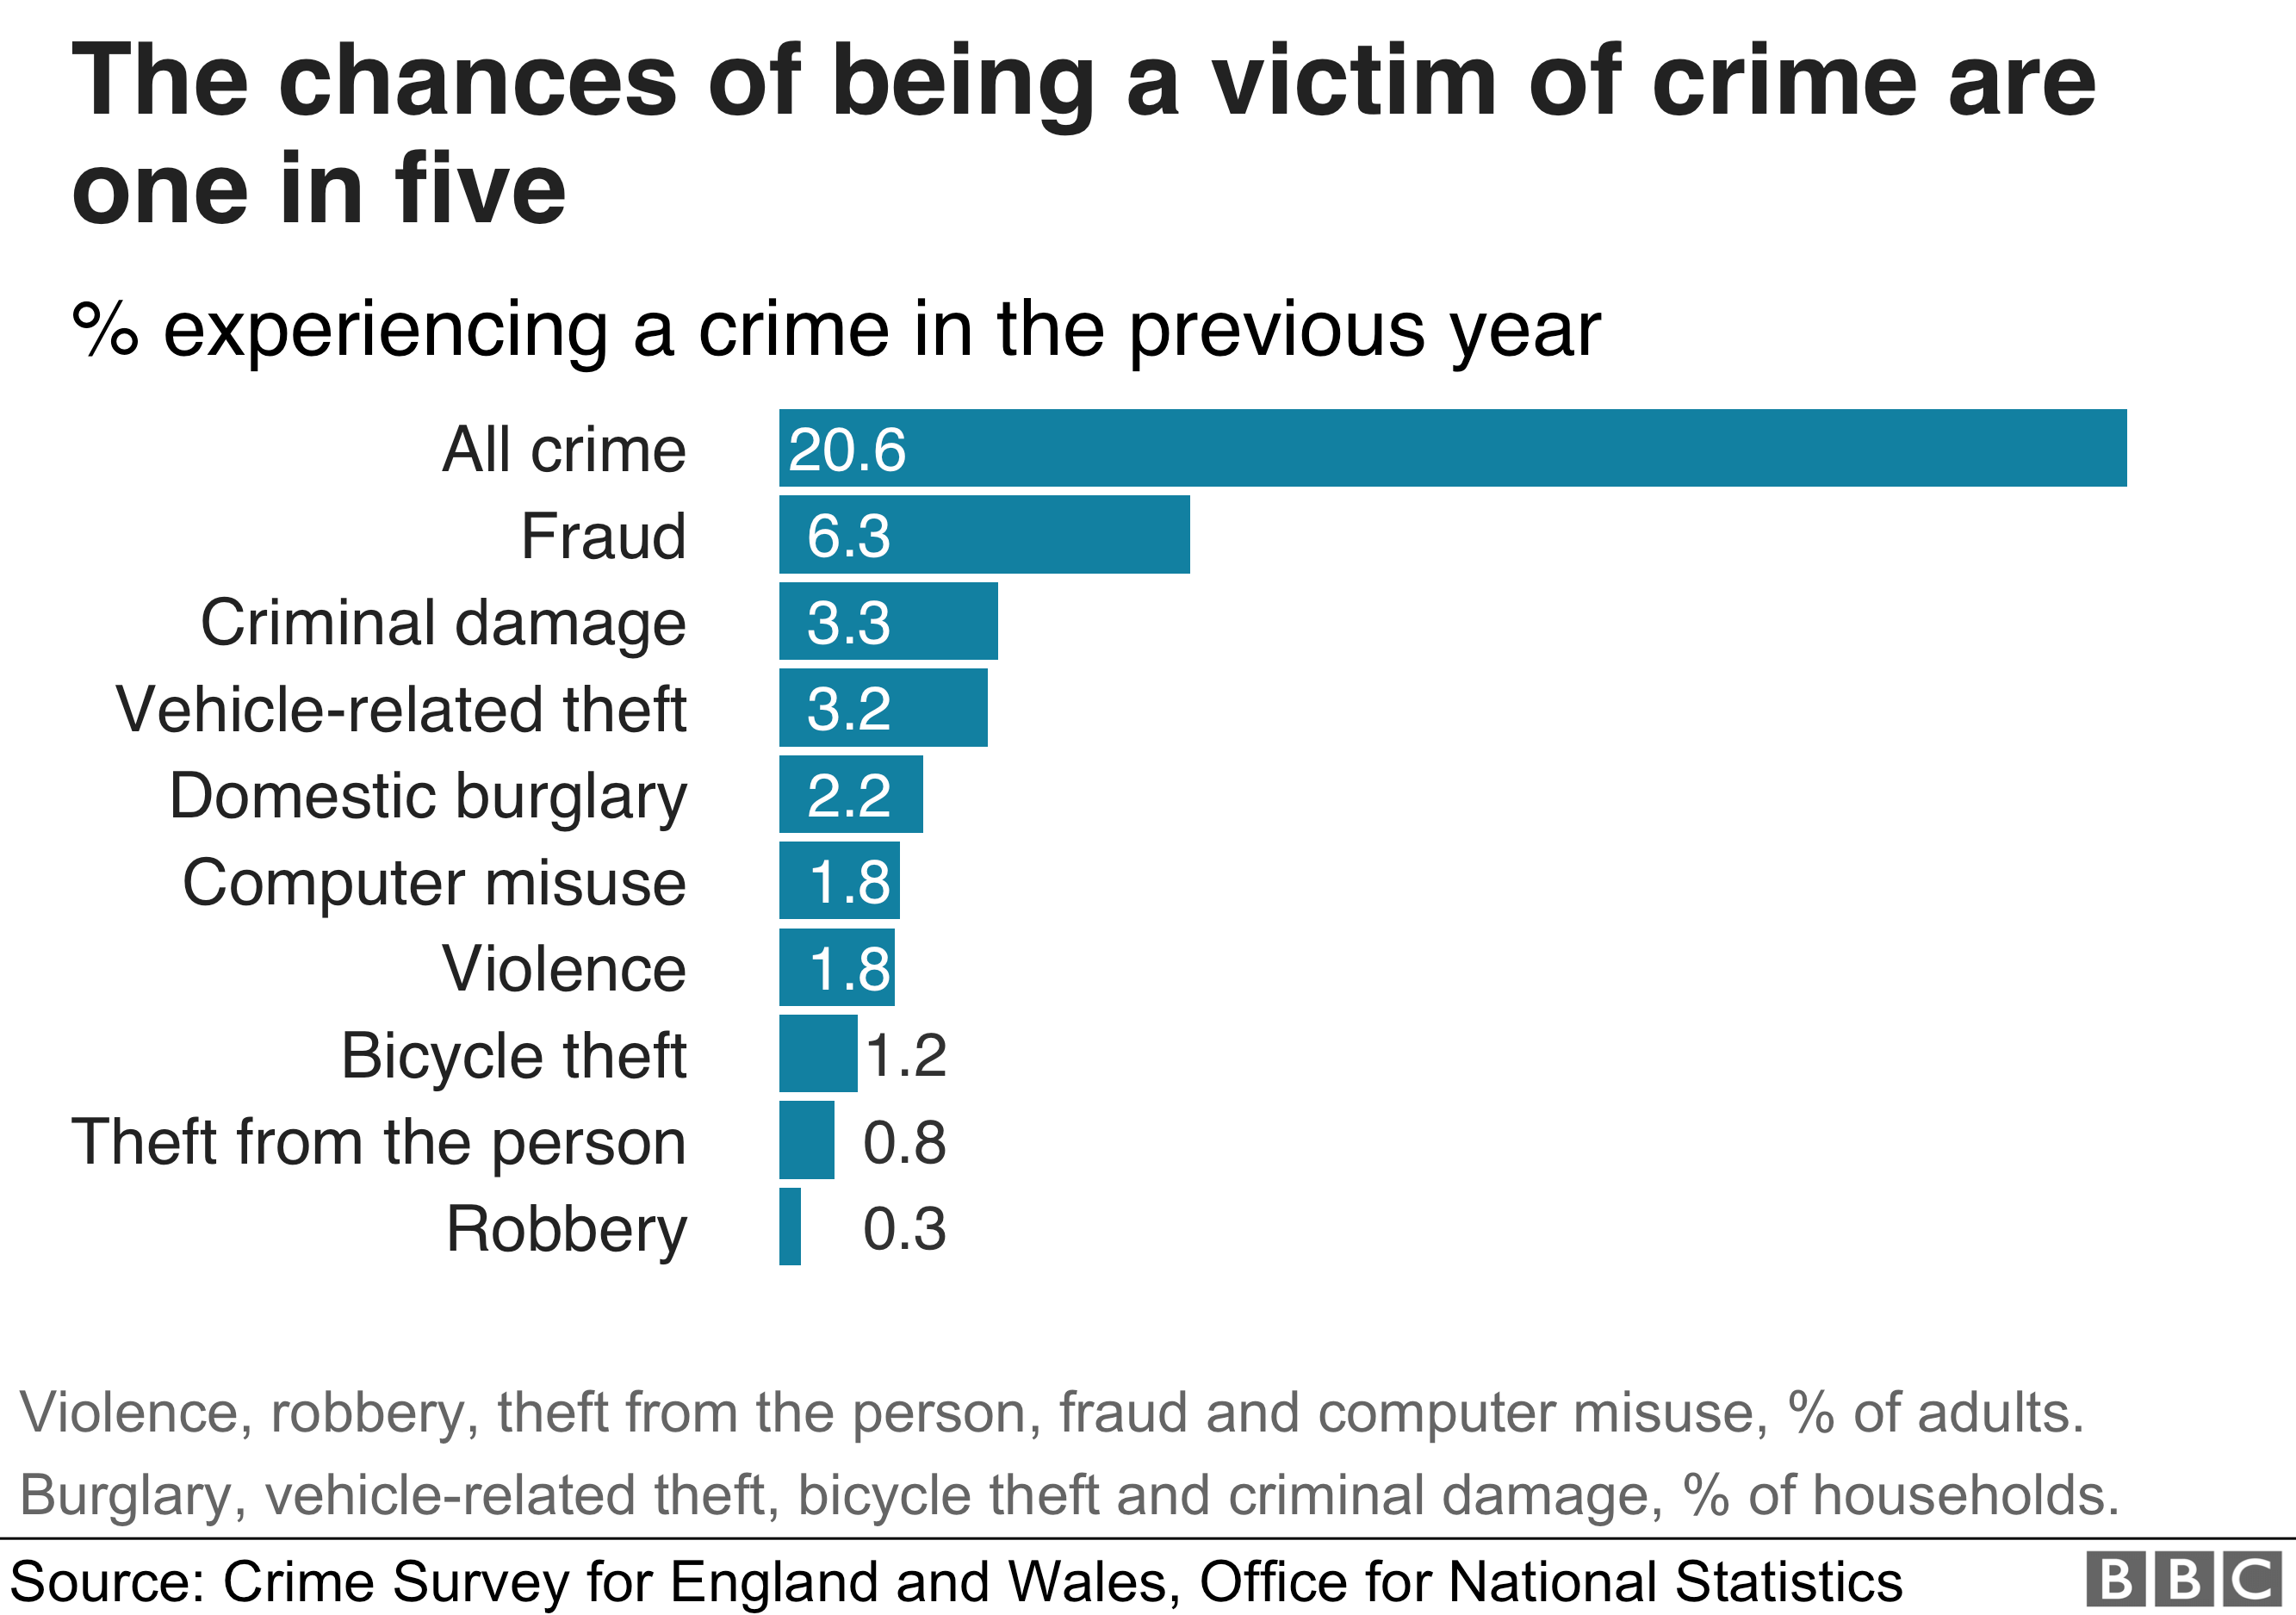 The chances of being a victim of crime are
one in five
% experiencing a crime in the previous year
All crime 20.6
Fraud 6.3
Criminal damage 3.3
Vehicle-related theft 3.2
Domestic burglary 2.2
Computer misuse 1.8
Violence 1.8
Bicycle theft 1.2
Theft from the person 0.8
Robbery 0.3
Violence, robbery, theft from the person, fraud and computer misuse, % of adults.
Burglary, vehicle-related theft, bicycle theft and criminal damage, % of households.
Source: Crime Survey for England and Wales, Office for National Statistics BBC